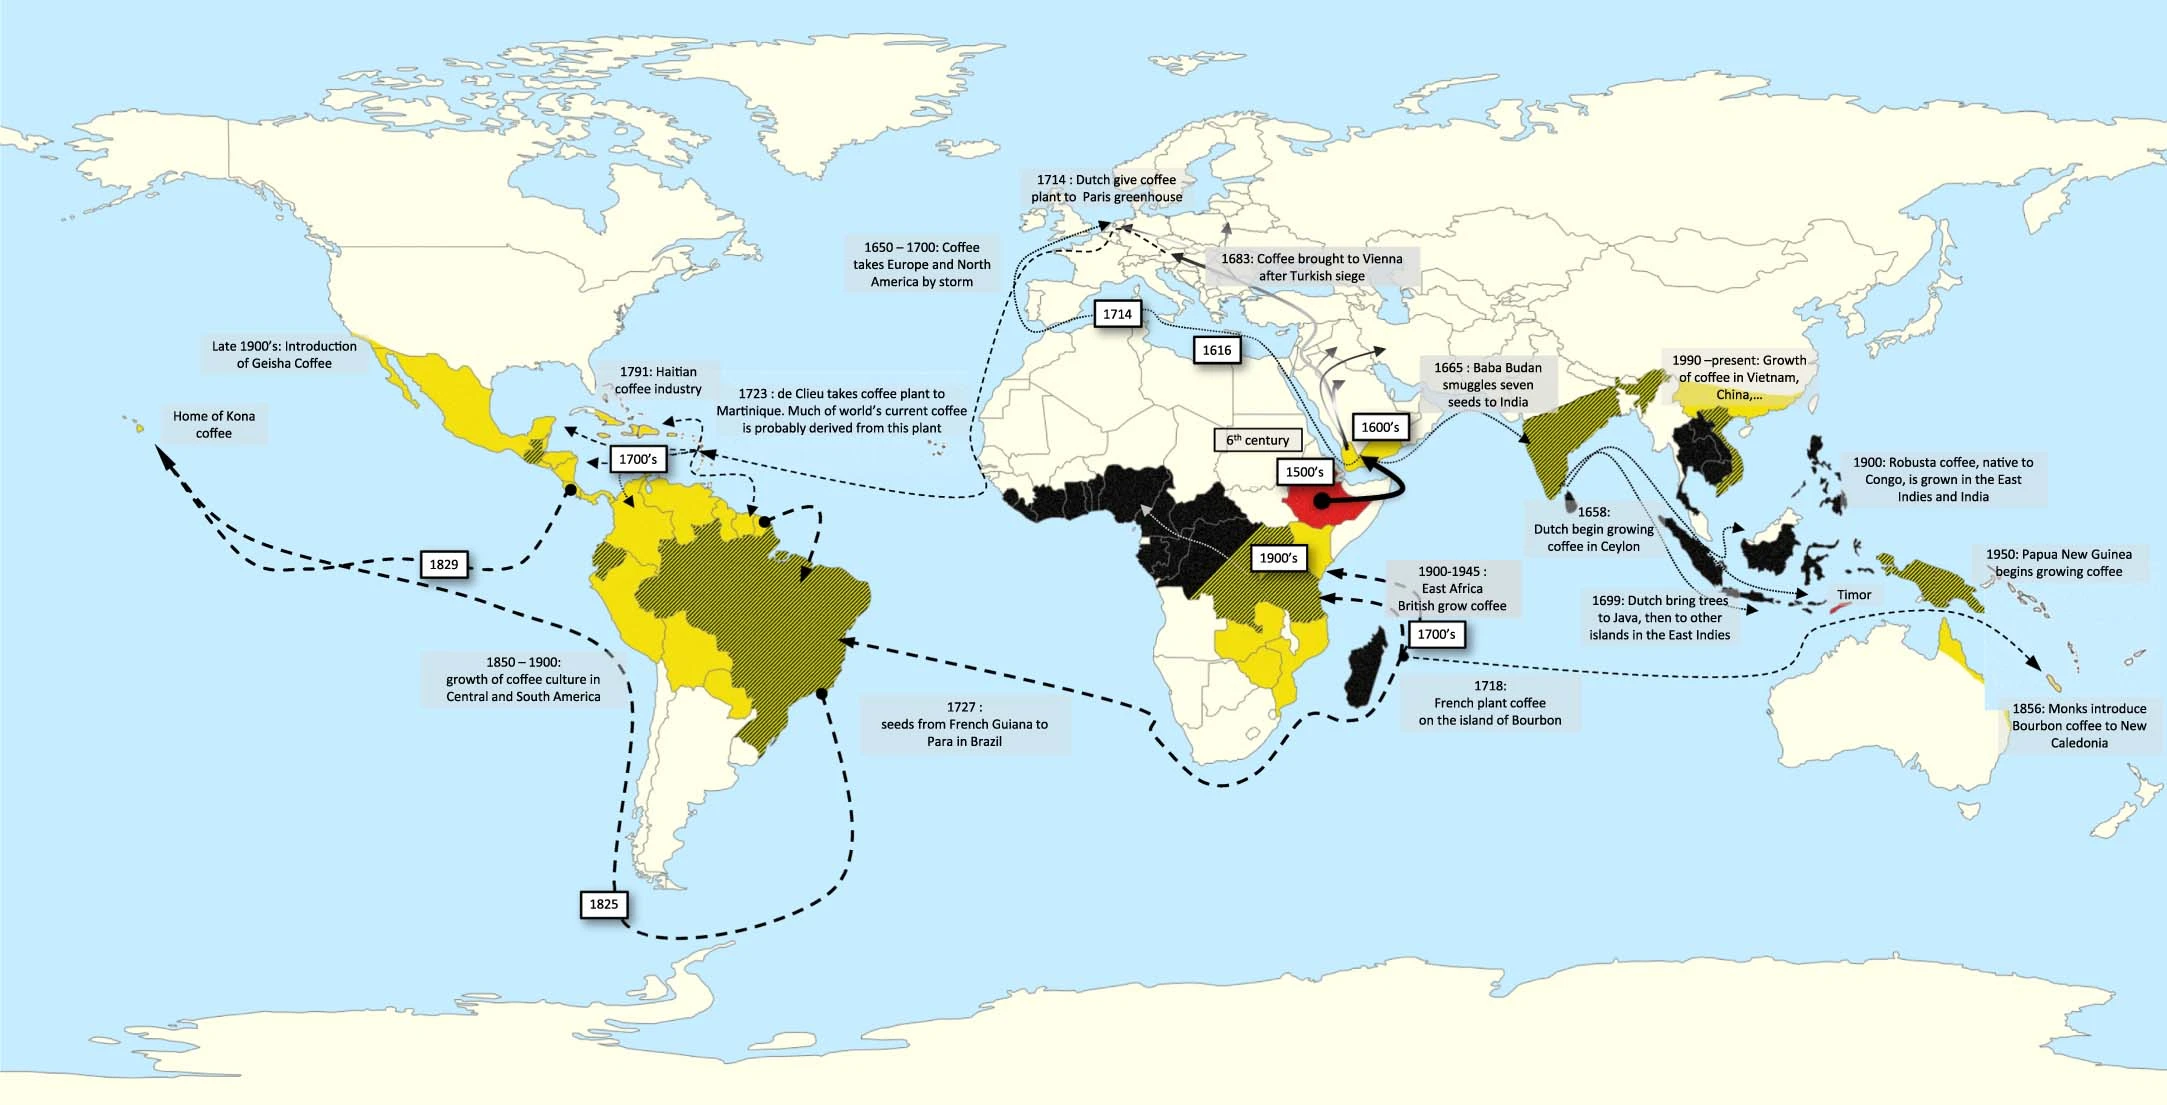 1714 : Dutch give coffee
plant to Paris greenhouse
1650 – 1700: Coffee
takes Europe and North
America by storm
1683: Coffee brought to Vienna
after Turkish siege
1714
1616
Late 1900's: Introduction
of Geisha Coffee
1791: Haitian
coffee industry
1723 : de Clieu takes coffee plant to
Martinique. Much of world's current coffee
is probably derived from this plant
1665 : Baba Budan
smuggles seven
seeds to India
1990 –present: Growth
of coffee in Vietnam,
China,...
Home of Kona
coffee
1700's
6th century
1600's
1500's
1900: Robusta coffee, native to
Congo, is grown in the East
Indies and India
1658:
Dutch begin growing
coffee in Ceylon
1829
1900's
1900-1945 :
East Africa
British grow coffee
1950: Papua New Guinea
begins growing coffee
Timor
1699: Dutch bring trees
to Java, then to other
islands in the East Indies
1700's
1850 – 1900:
growth of coffee culture in
Central and South America
1727 :
seeds from French Guiana to
Para in Brazil
1718:
French plant coffee
on the island of Bourbon
1856: Monks introduce
Bourbon coffee to New
Caledonia
1825